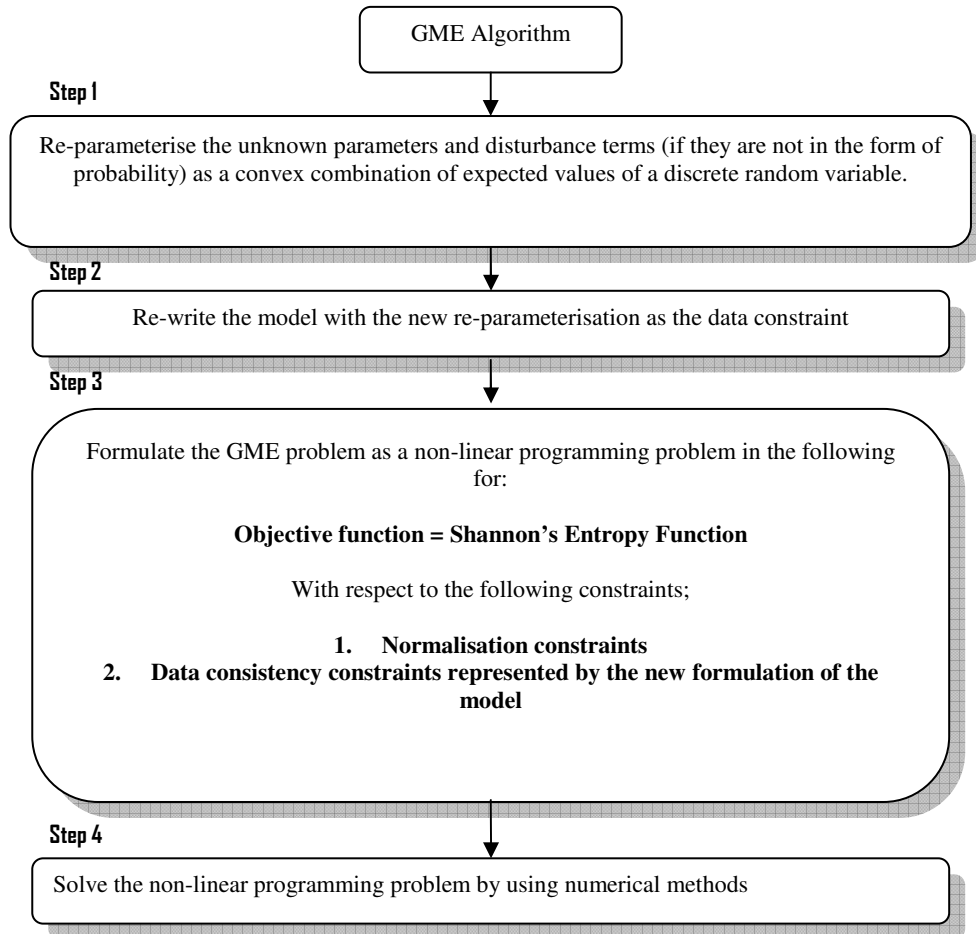 GME Algorithm
Step 1
Re-parameterise the unknown parameters and disturbance terms (if they are not in the form of
probability) as a convex combination of expected values of a discrete random variable.
Step 2
Re-write the model with the new re-parameterisation as the data constraint
Step 3
Formulate the GME problem as a non-linear programming problem in the following
for:
Objective function = Shannon’s Entropy Function
With respect to the following constraints;
1. Normalisation constraints
2. Data consistency constraints represented by the new formulation of the
model
Step 4
Solve the non-linear programming problem by using numerical methods